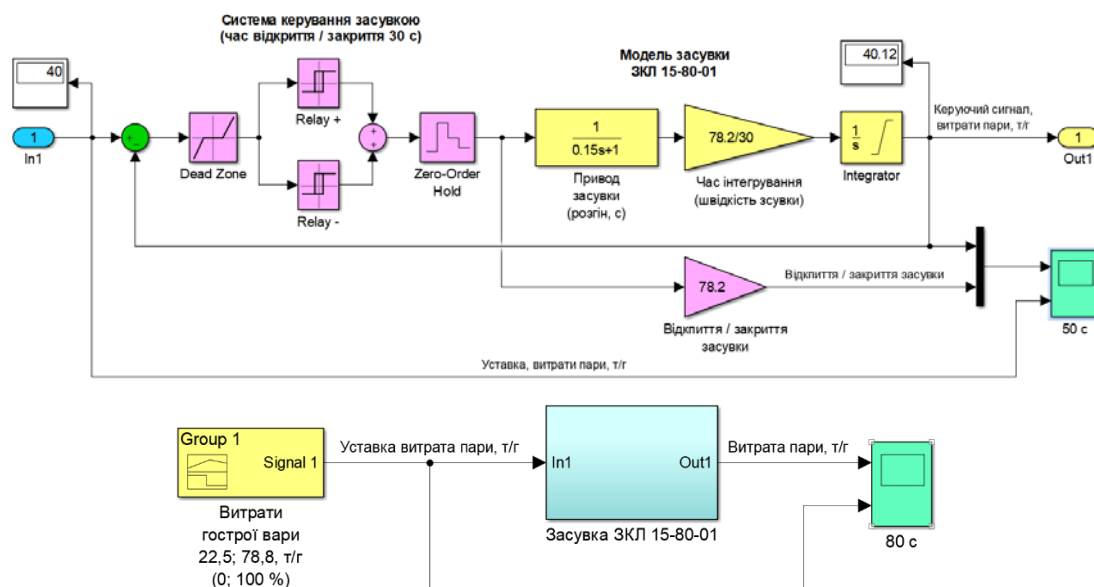 Система керування засувкою
(час відкриття / закриття 30 с)
Модель засувки
ЗКЛ 15-80-01
40
40.12
Керуючий сигнал,
витрати пари, т/г
1
In1
Dead Zone
Relay +
Relay -
+
−
+
+
Zero-Order
Hold
1
0.15s+1
Привод
засувки
(розгін, с)
78.2/30
Час інтегрування
(швидкість зсувки)
1
s
Integrator
1
Out1
78.2
Відкпиття / закриття засувки
Відкпиття / закриття
засувки
50 с
Уставка, витрати пари, т/г
Group 1
Signal 1
Витрати
гострої вари
22,5; 78,8, т/г
(0; 100 %)
Уставка витрата пари, т/г
In1
Out1
Засувка ЗКЛ 15-80-01
Витрата пари, т/г
80 с